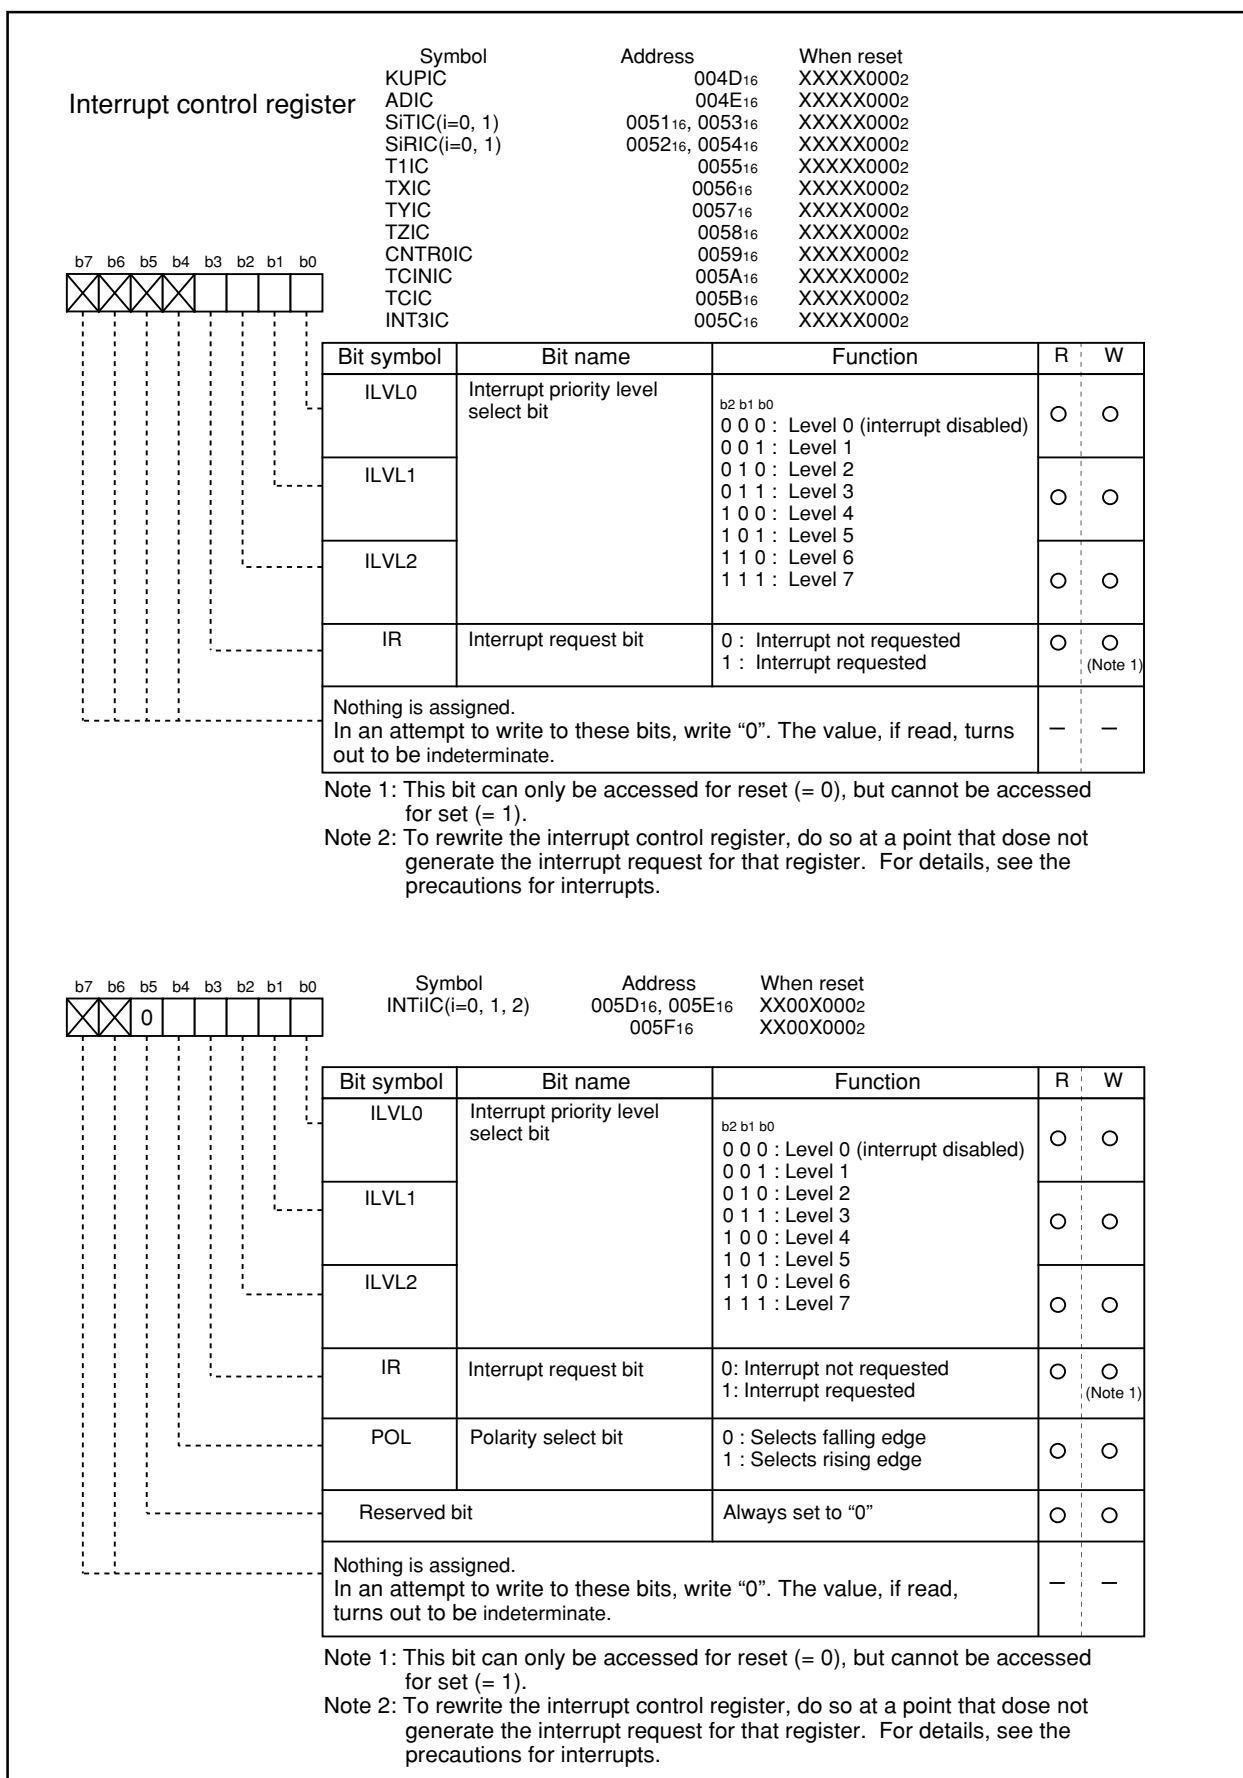 Interrupt control register
Symbol Address When reset
KUPIC 004D16 XXXXX0002
ADIC 004E16 XXXXX0002
SiTIC(i=0, 1) 005116, 005316 XXXXX0002
SiRIC(i=0, 1) 005216, 005416 XXXXX0002
T1IC 005516 XXXXX0002
TXIC 005616 XXXXX0002
TYIC 005716 XXXXX0002
TZIC 005816 XXXXX0002
CNTR0IC 005916 XXXXX0002
TCINIC 005A16 XXXXX0002
TCIC 005B16 XXXXX0002
INT3IC 005C16 XXXXX0002
b7 b6 b5 b4 b3 b2 b1 b0
Bit symbol Bit name Function R W
ILVL0 Interrupt priority level
select bit
b2 b1 b0
0 0 0 : Level 0 (interrupt disabled)
0 0 1 : Level 1
ILVL1 0 1 0 : Level 2
0 1 1 : Level 3
1 0 0 : Level 4
1 0 1 : Level 5
ILVL2 1 1 0 : Level 6
1 1 1 : Level 7
IR Interrupt request bit 0 : Interrupt not requested
1 : Interrupt requested (Note 1)
Nothing is assigned.
In an attempt to write to these bits, write “0”. The value, if read, turns
out to be indeterminate.
Note 1: This bit can only be accessed for reset (= 0), but cannot be accessed
for set (= 1).
Note 2: To rewrite the interrupt control register, do so at a point that dose not
generate the interrupt request for that register. For details, see the
precautions for interrupts.
Symbol Address When reset
INTiIC(i=0, 1, 2) 005D16, 005E16 XX00X0002
005F16 XX00X0002
b7 b6 b5 b4 b3 b2 b1 b0
0
Bit symbol Bit name Function R W
ILVL0 Interrupt priority level
select bit
b2 b1 b0
0 0 0 : Level 0 (interrupt disabled)
0 0 1 : Level 1
ILVL1 0 1 0 : Level 2
0 1 1 : Level 3
1 0 0 : Level 4
1 0 1 : Level 5
ILVL2 1 1 0 : Level 6
1 1 1 : Level 7
IR Interrupt request bit 0: Interrupt not requested
1: Interrupt requested (Note 1)
POL Polarity select bit 0 : Selects falling edge
1 : Selects rising edge
Reserved bit Always set to “0”
Nothing is assigned.
In an attempt to write to these bits, write “0”. The value, if read,
turns out to be indeterminate.
Note 1: This bit can only be accessed for reset (= 0), but cannot be accessed
for set (= 1).
Note 2: To rewrite the interrupt control register, do so at a point that dose not
generate the interrupt request for that register. For details, see the
precautions for interrupts.